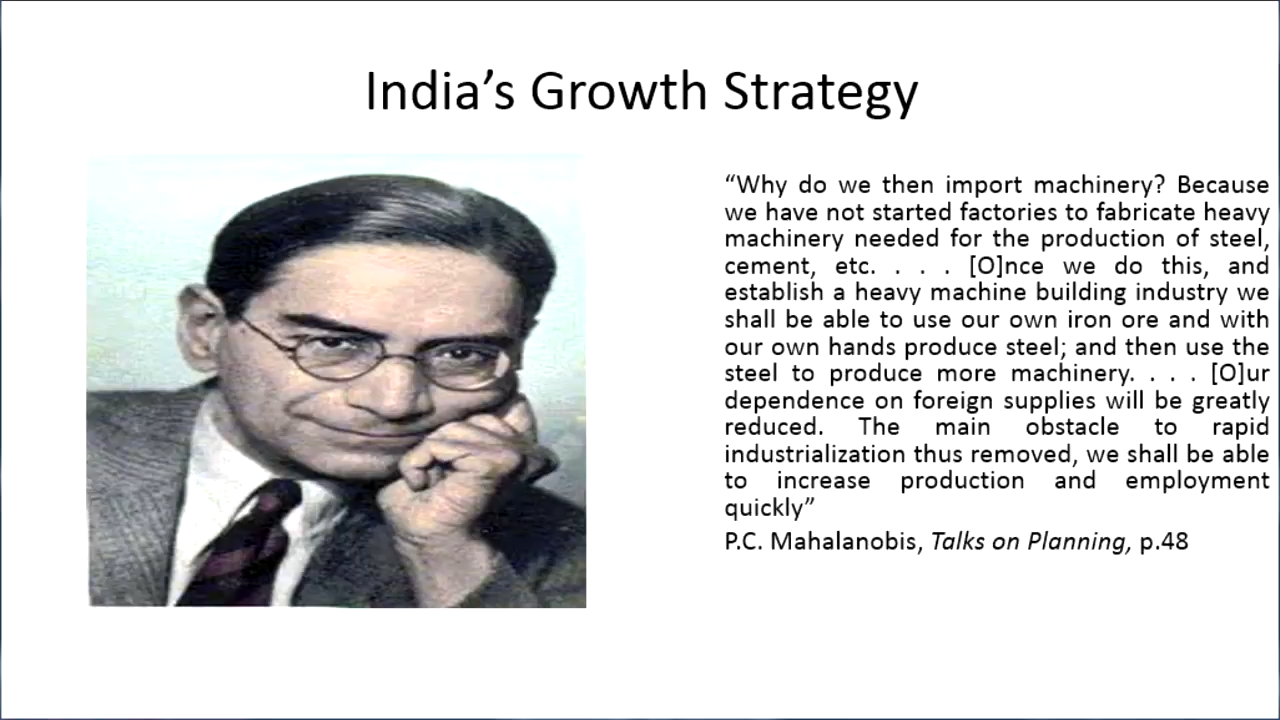 India’s Growth Strategy
“Why do we then import machinery? Because
we have not started factories to fabricate heavy
machinery needed for the production of steel,
cement, etc. . . . . [O]nce we do this, and
establish a heavy machine building industry we
shall be able to use our own iron ore and with
our own hands produce steel; and then use the
steel to produce more machinery. . . . [O]ur
dependence on foreign supplies will be greatly
reduced. The main obstacle to rapid
industrialization thus removed, we shall be able
to increase production and employment
quickly”
P.C. Mahalanobis, Talks on Planning, p.48